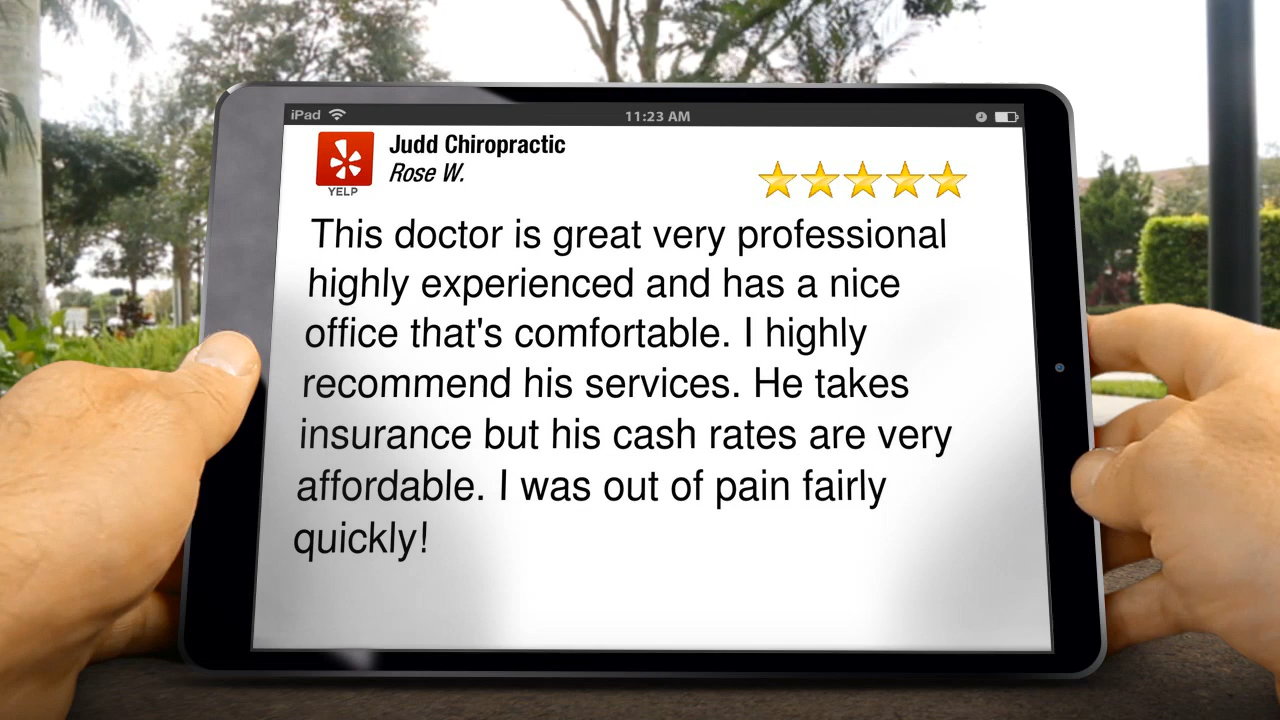 iPad 11:23 AM
Judd Chiropractic
Rose W.
YELP
This doctor is great very professional
highly experienced and has a nice
office that's comfortable. I highly
recommend his services. He takes
insurance but his cash rates are very
affordable. I was out of pain fairly
quickly!